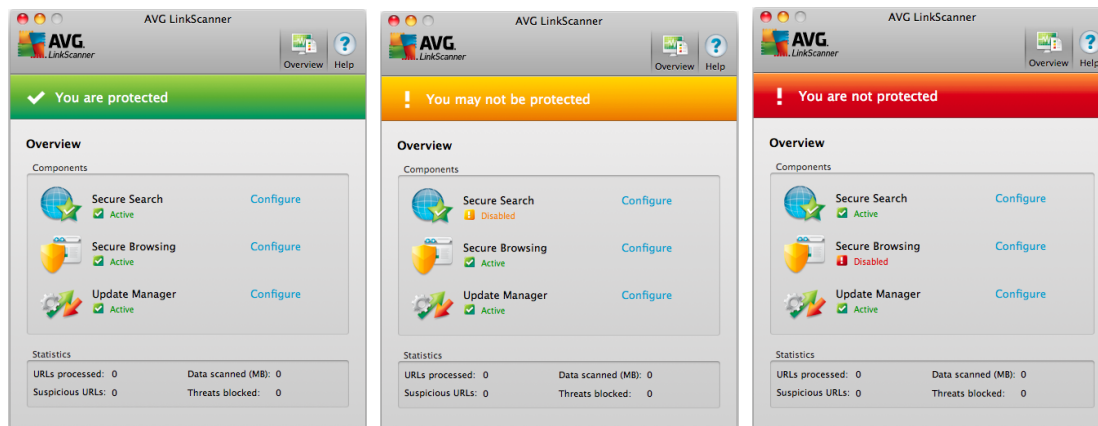 AVG LinkScanner
AVG.
LinkScanner
Overview Help
You are protected
Overview
Components
Secure Search Configure
Active
Secure Browsing Configure
Active
Update Manager Configure
Active
Statistics
URLs processed: 0 Data scanned (MB): 0
Suspicious URLs: 0 Threats blocked: 0
AVG LinkScanner
AVG.
LinkScanner
Overview Help
! You may not be protected
Overview
Components
Secure Search Configure
! Disabled
Secure Browsing Configure
Active
Update Manager Configure
Active
Statistics
URLs processed: 0 Data scanned (MB): 0
Suspicious URLs: 0 Threats blocked: 0
AVG LinkScanner
AVG.
LinkScanner
Overview Help
! You are not protected
Overview
Components
Secure Search Configure
Active
Secure Browsing Configure
! Disabled
Update Manager Configure
Active
Statistics
URLs processed: 0 Data scanned (MB): 0
Suspicious URLs: 0 Threats blocked: 0